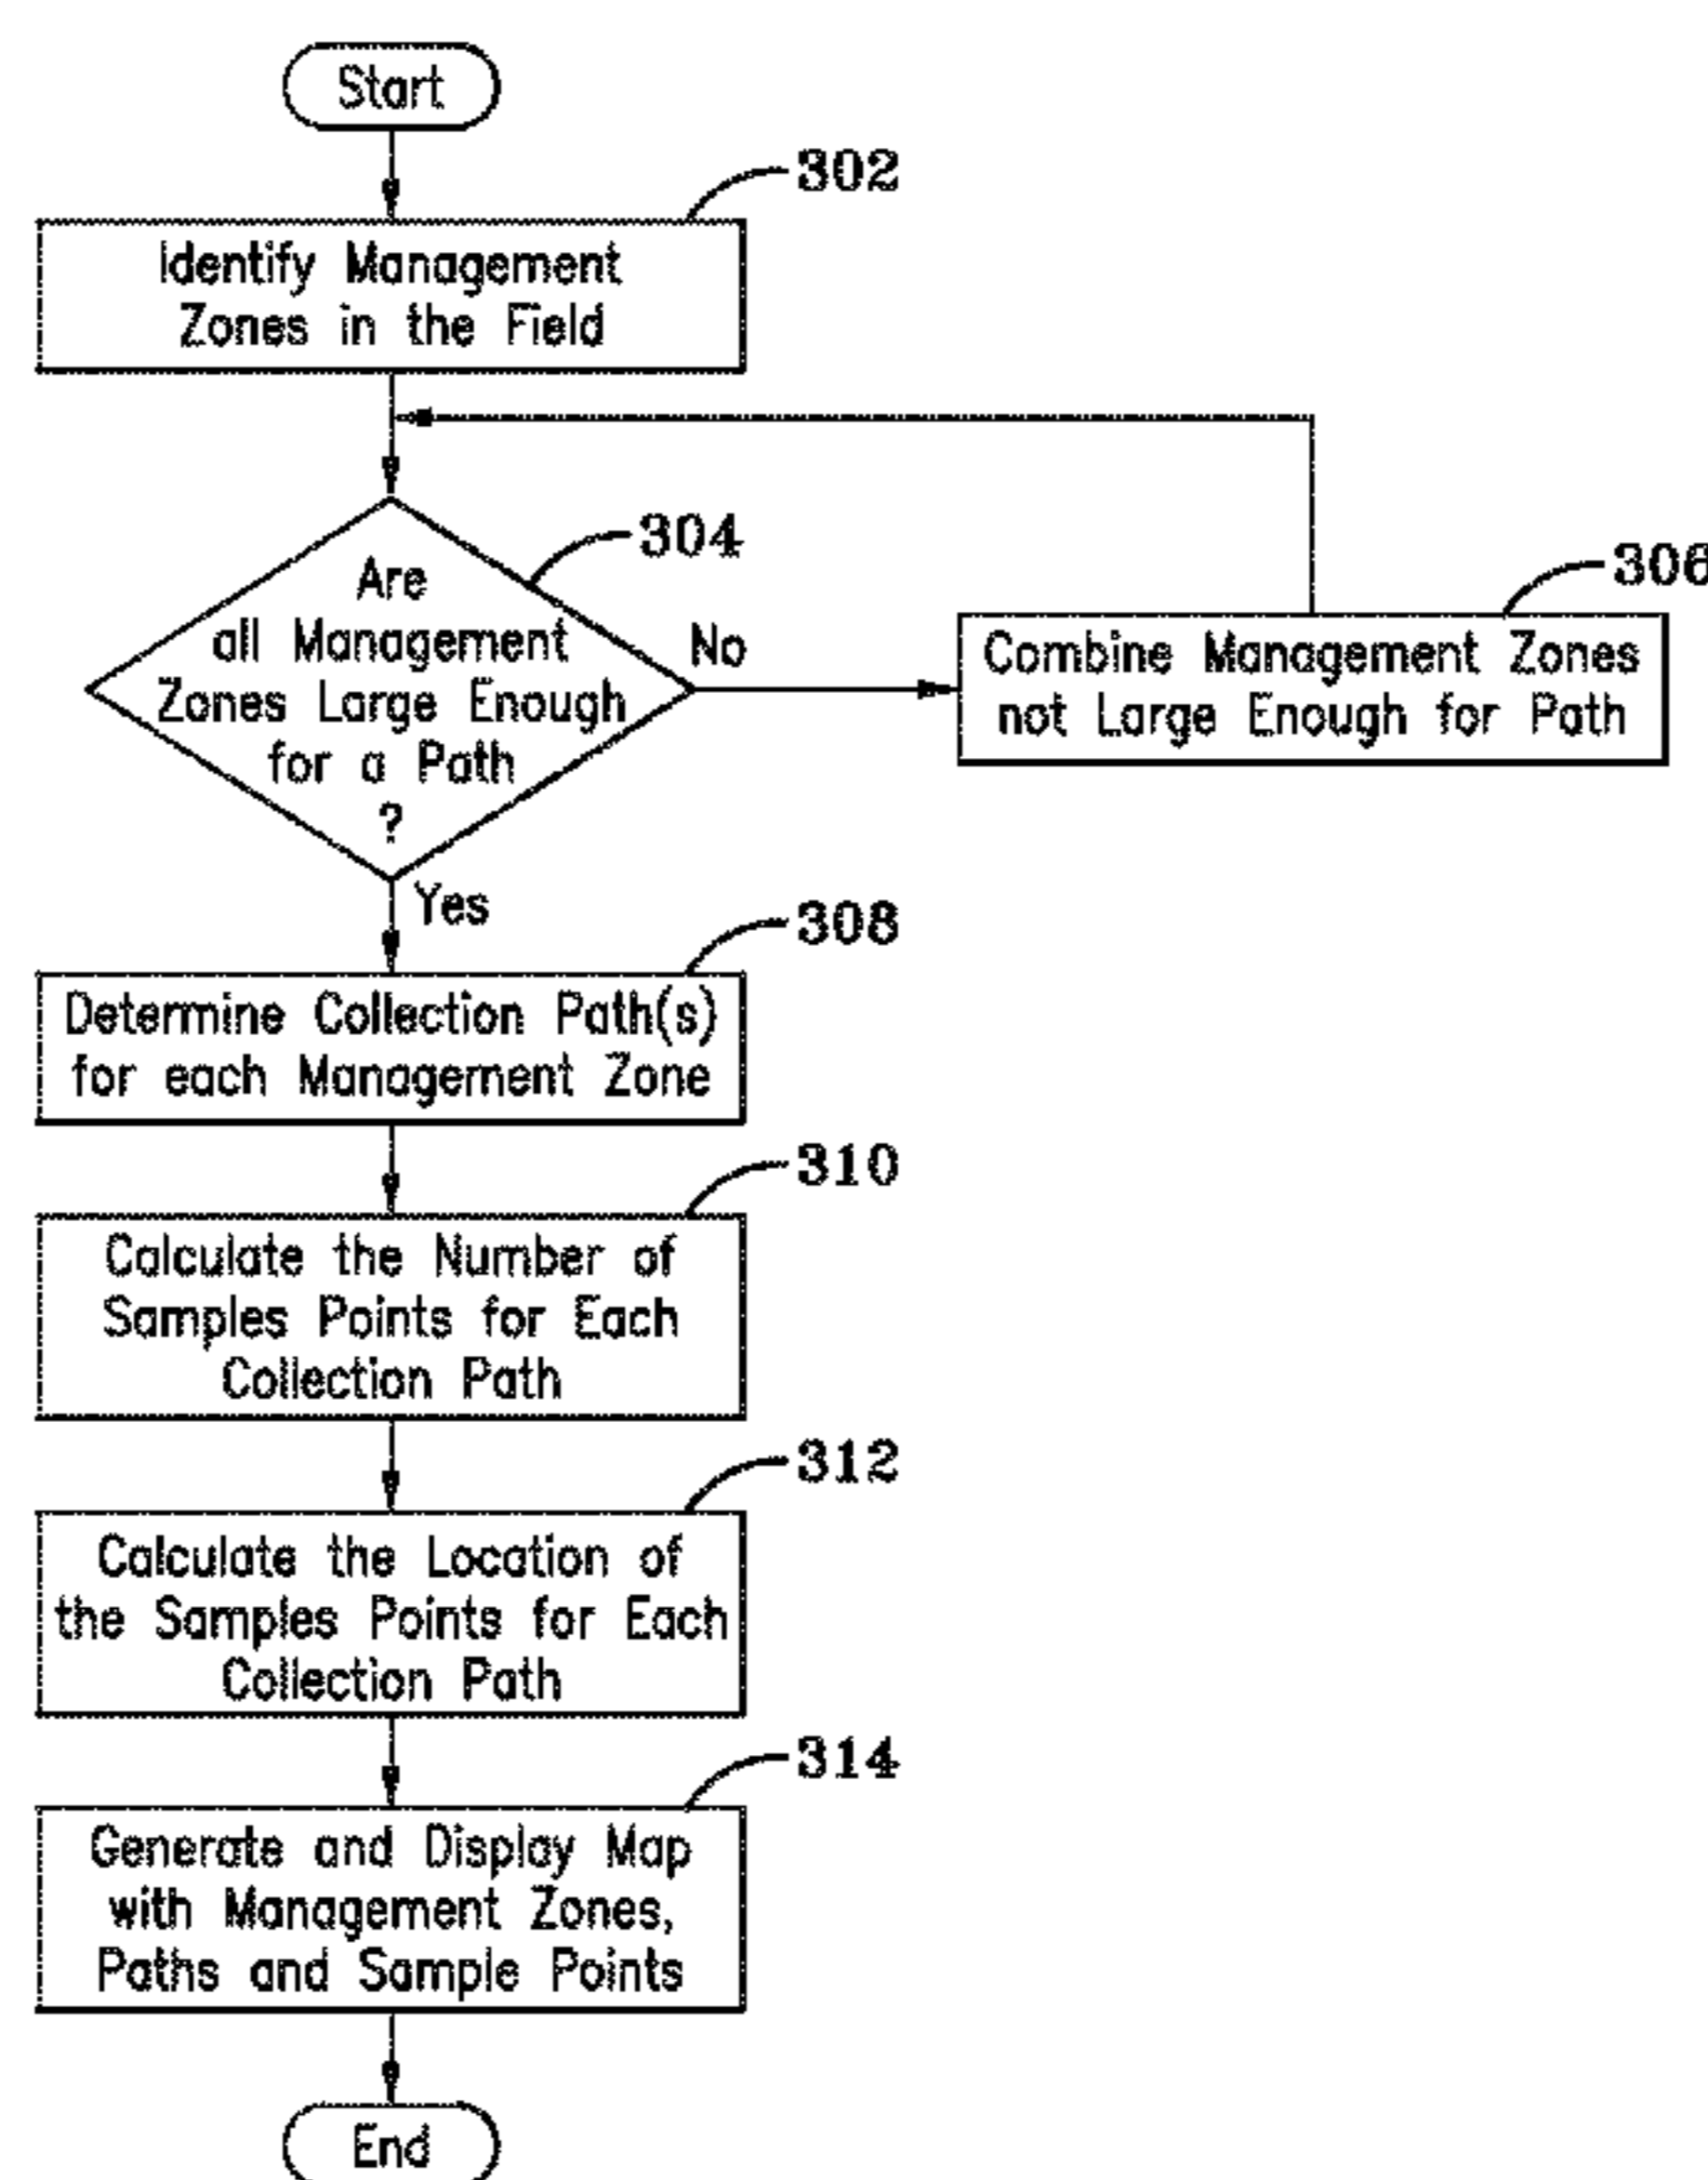 Start
302
Identify Management
Zones in the Field
304
Are
all Management
Zones Large Enough
for a Path
?
No
306
Combine Management Zones
not Large Enough for Path
Yes
308
Determine Collection Path(s)
for each Management Zone
310
Calculate the Number of
Samples Points for Each
Collection Path
312
Calculate the Location of
the Samples Points for Each
Collection Path
314
Generate and Display Map
with Management Zones,
Paths and Sample Points
End